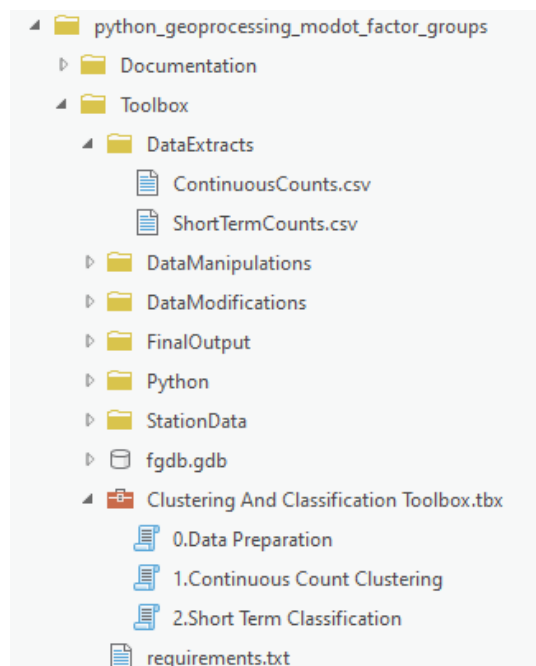 python_geoprocessing_modot_factor_groups
Documentation
Toolbox
DataExtracts
ContinuousCounts.csv
ShortTermCounts.csv
DataManipulations
DataModifications
FinalOutput
Python
StationData
fgdb.gdb
Clustering And Classification Toolbox.tbx
0.Data Preparation
1.Continuous Count Clustering
2.Short Term Classification
requirements.txt